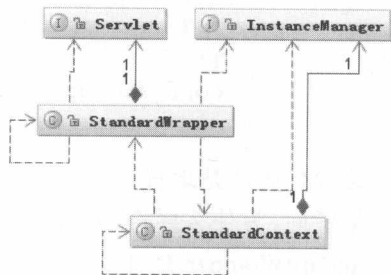 I Servlet
I InstanceManager
1
1
1
C StandardWrapper
1
C StandardContext